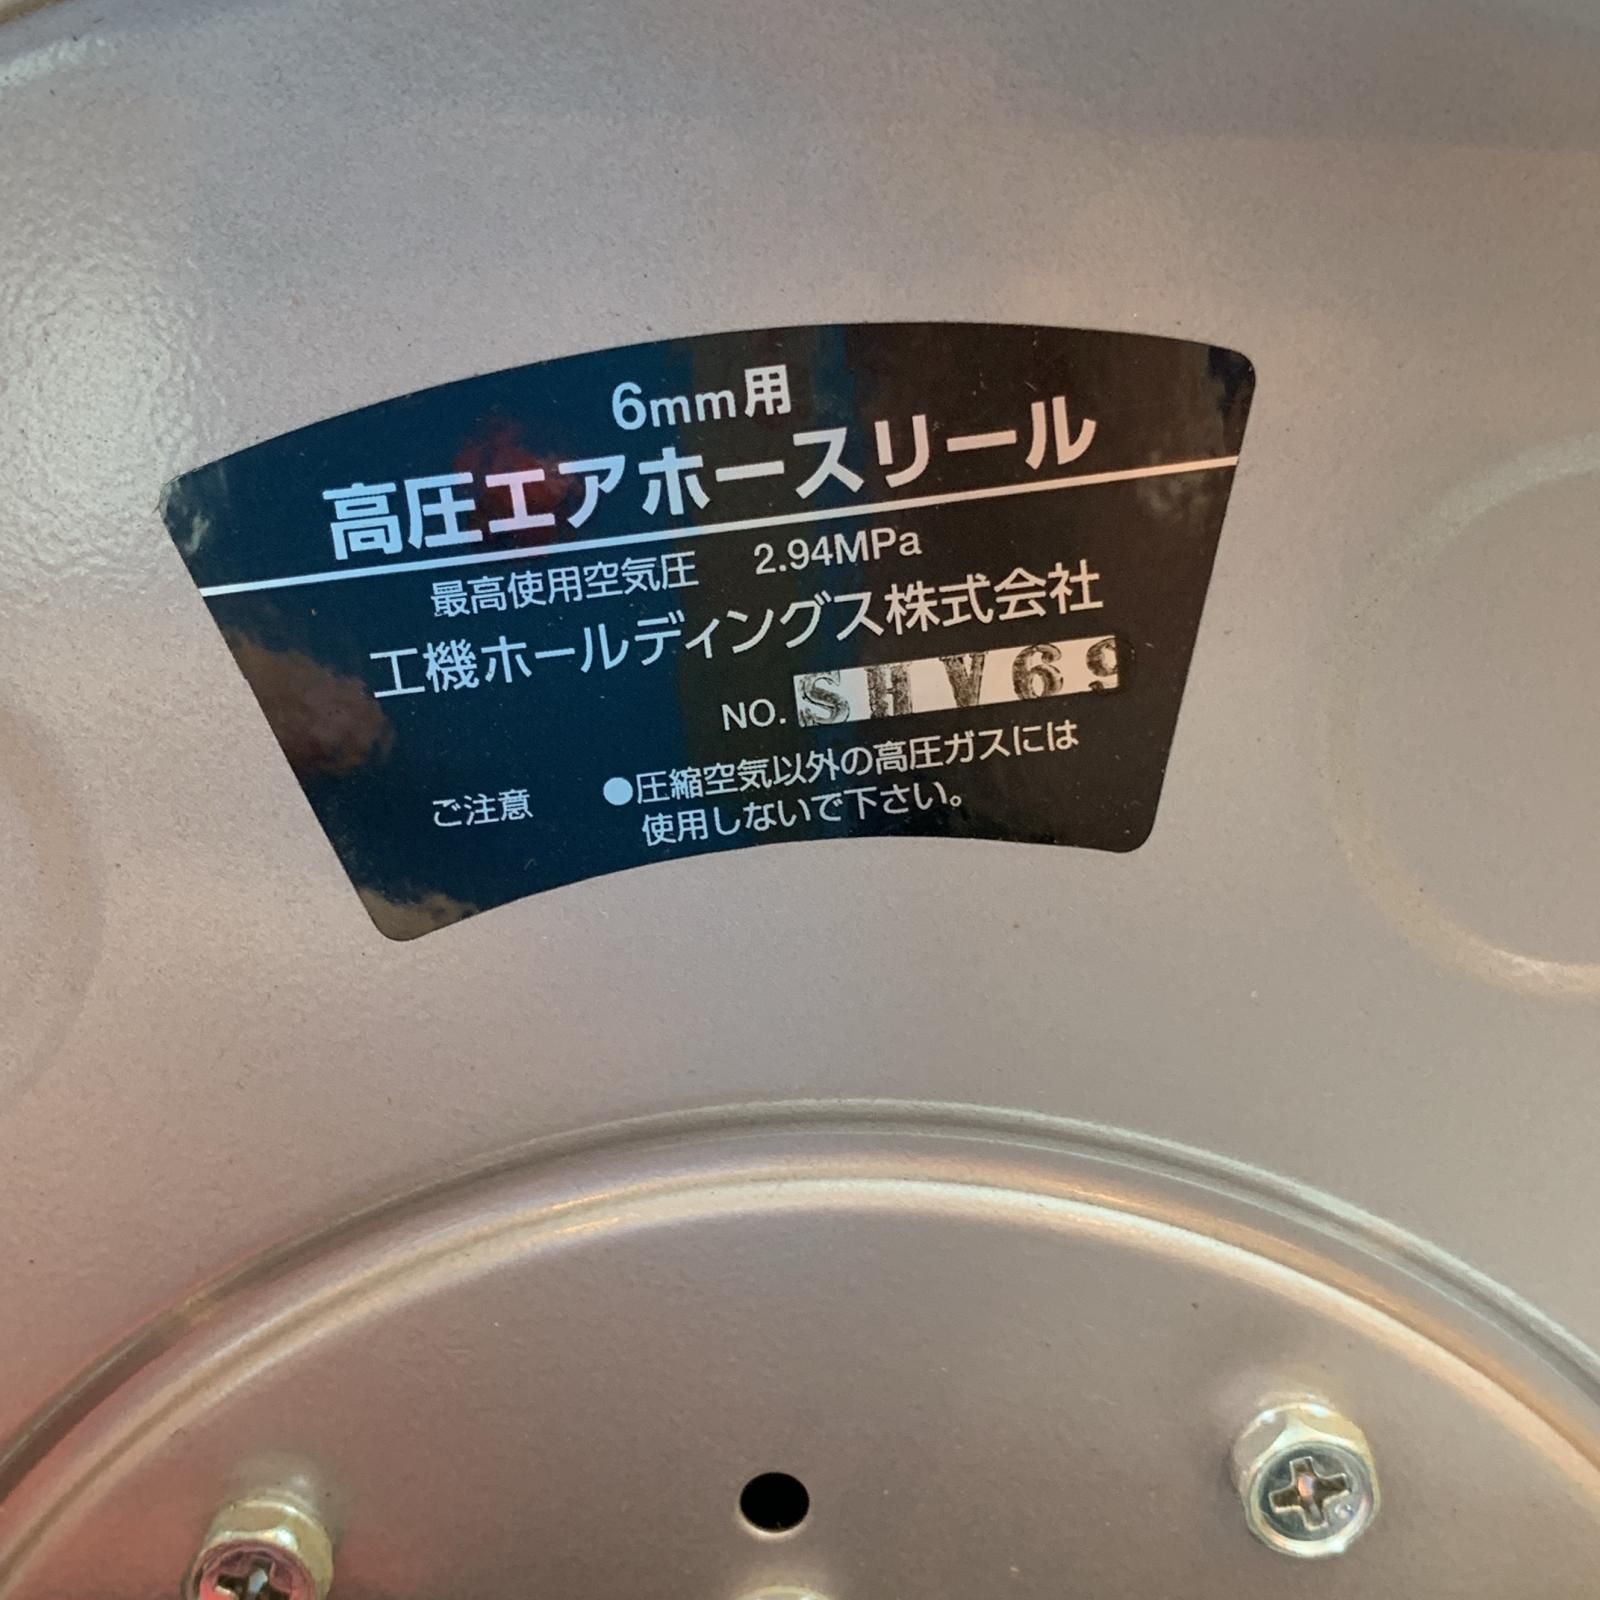 6mm用
高圧エアホースリール
最高使用空気圧 2.94MPa
工機ホールディングス株式会社
NO. SHV69
ご注意 ●圧縮空気以外の高圧ガスには
使用しないで下さい。